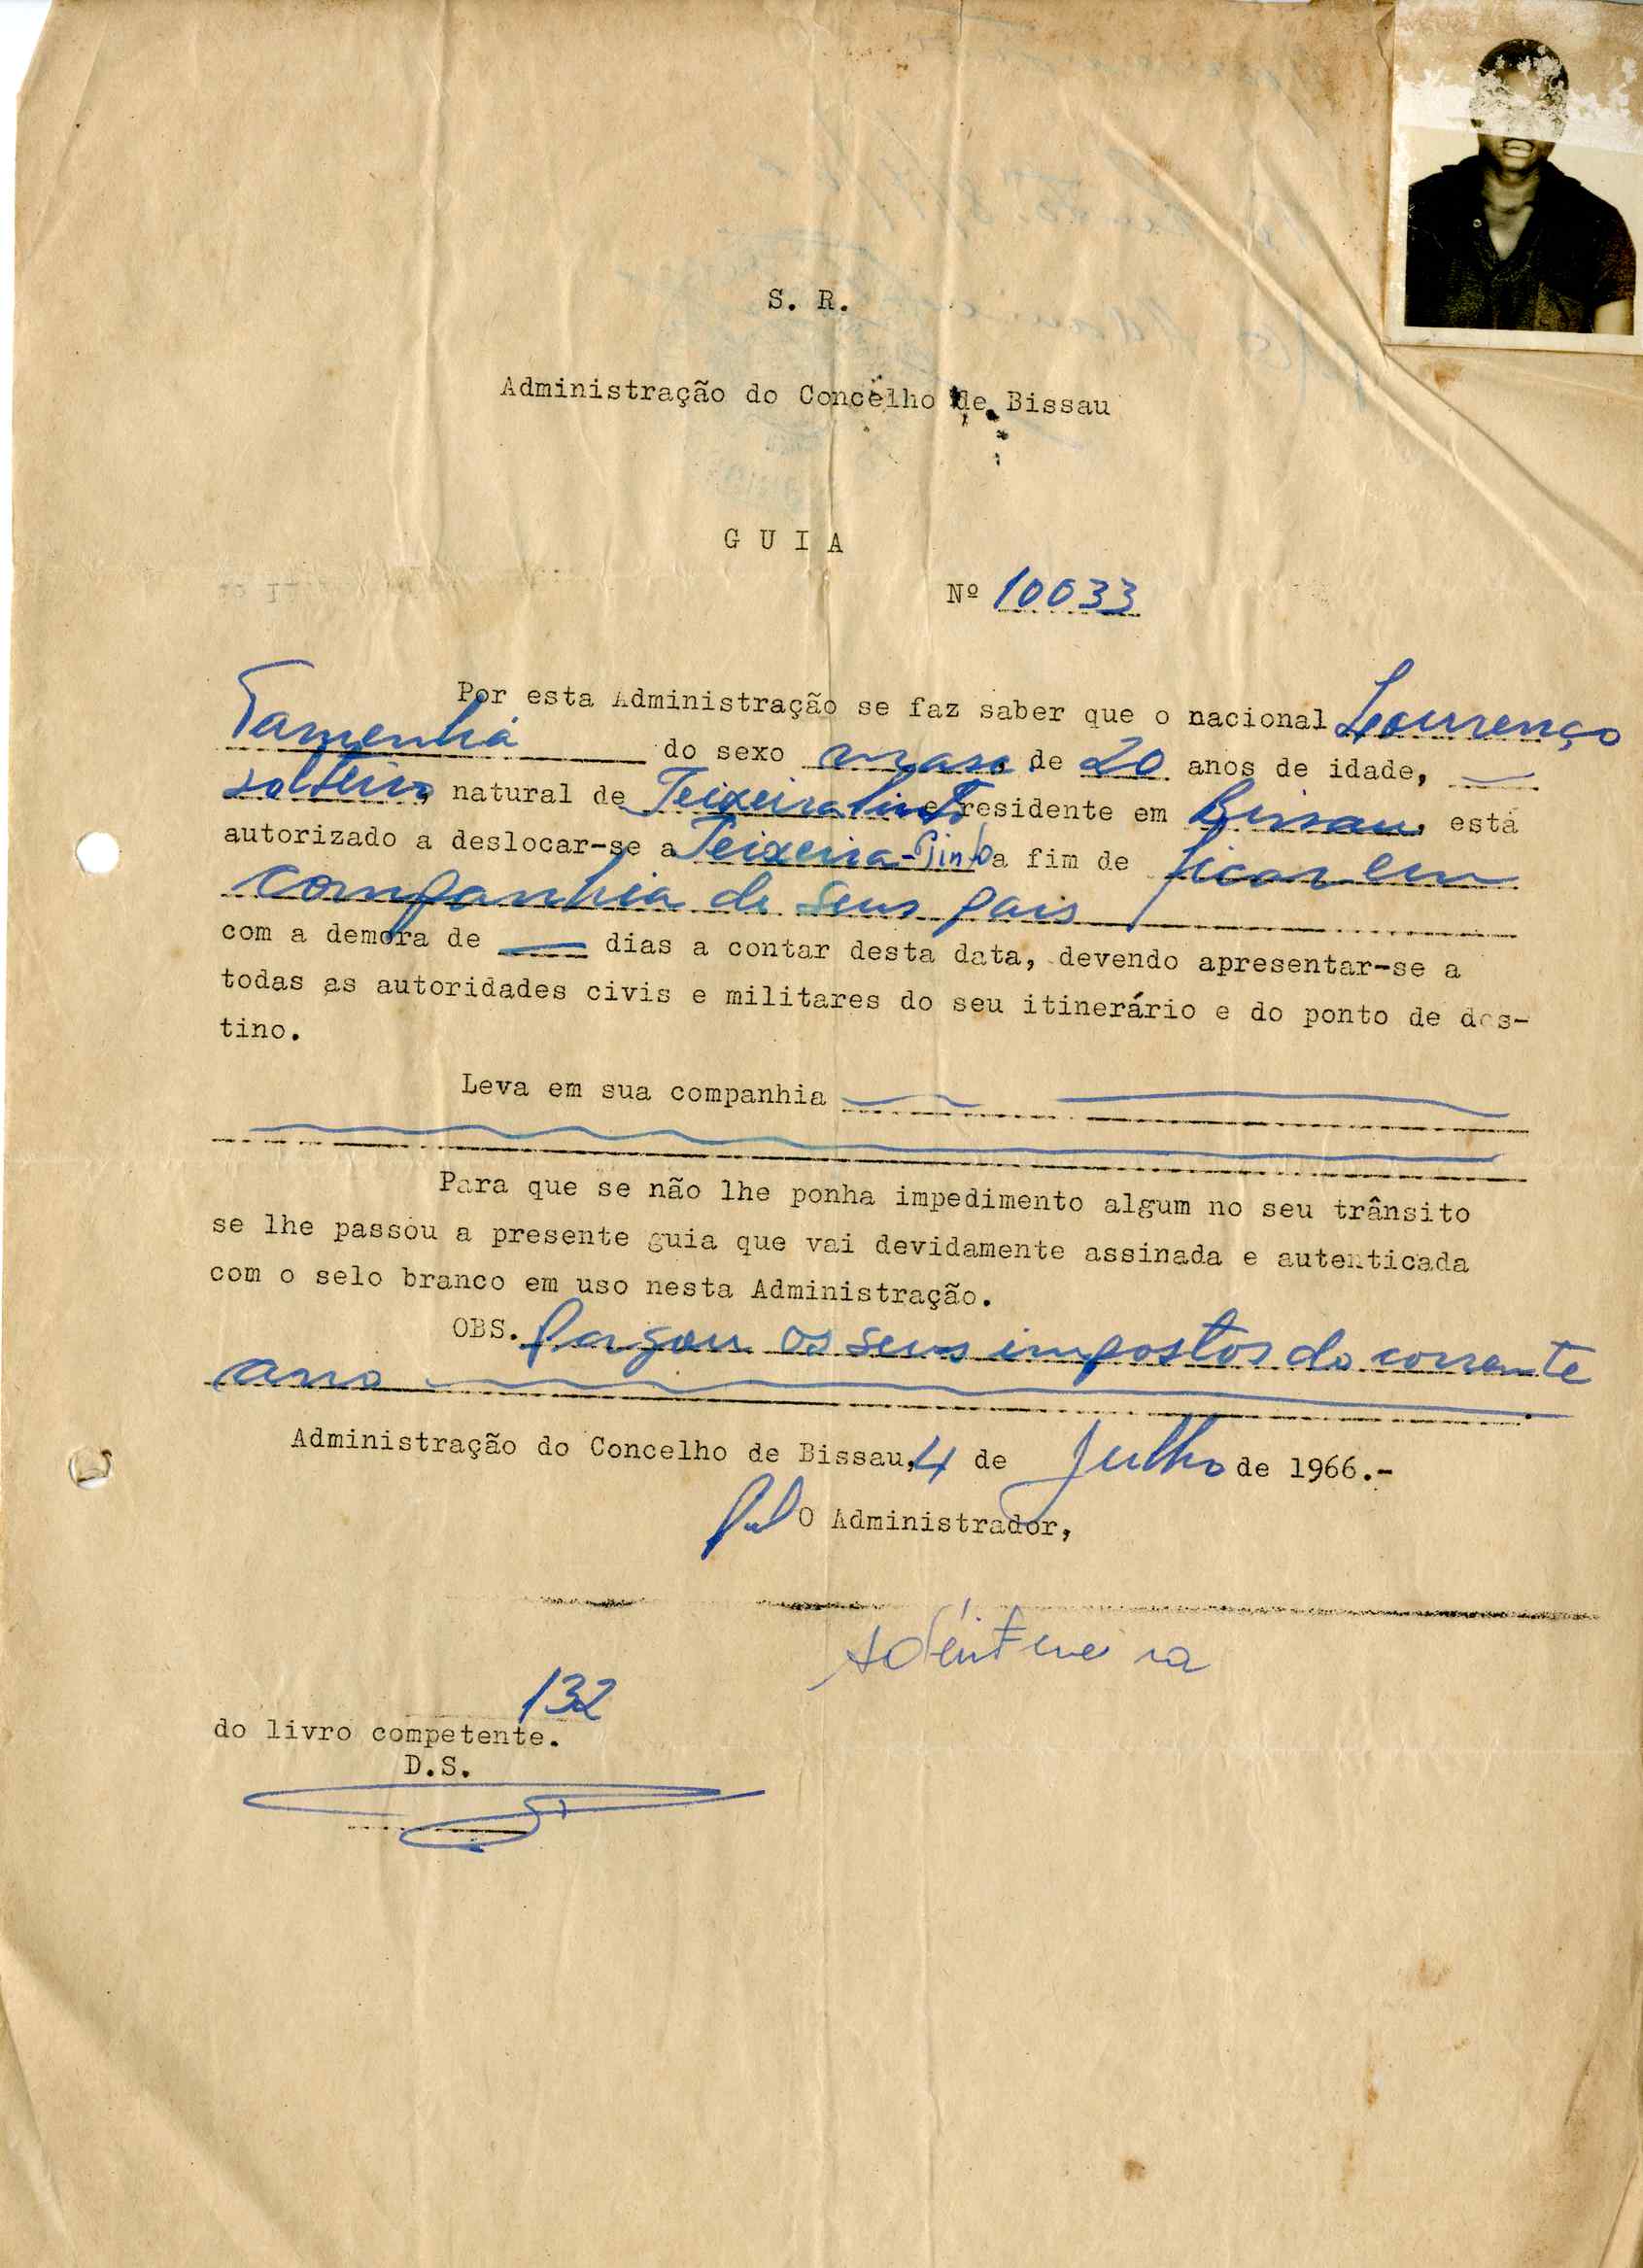 S. R.
Administração do Concelho de Bissau
G U I A
Nº 10033
Por esta Administração se faz saber que o nacional Lourenço
Tamenhá do sexo masc. de 20 anos de idade,
solteiro, natural de Teixeira Pinto e residente em Bissau, está
autorizado a deslocar-se a Teixeira-Pinto a fim de ficar em
companhia de seus pais
com a demora de — dias a contar desta data, devendo apresentar-se a
todas as autoridades civis e militares do seu itinerário e do ponto de des-
tino.
Leva em sua companhia
Para que se não lhe ponha impedimento algum no seu trânsito
se lhe passou a presente guia que vai devidamente assinada e autenticada
com o selo branco em uso nesta Administração.
OBS. Pagou os seus impostos do corrente
ano
Administração do Concelho de Bissau, 4 de Julho de 1966.-
O Administrador,
132
do livro competente.
D.S.